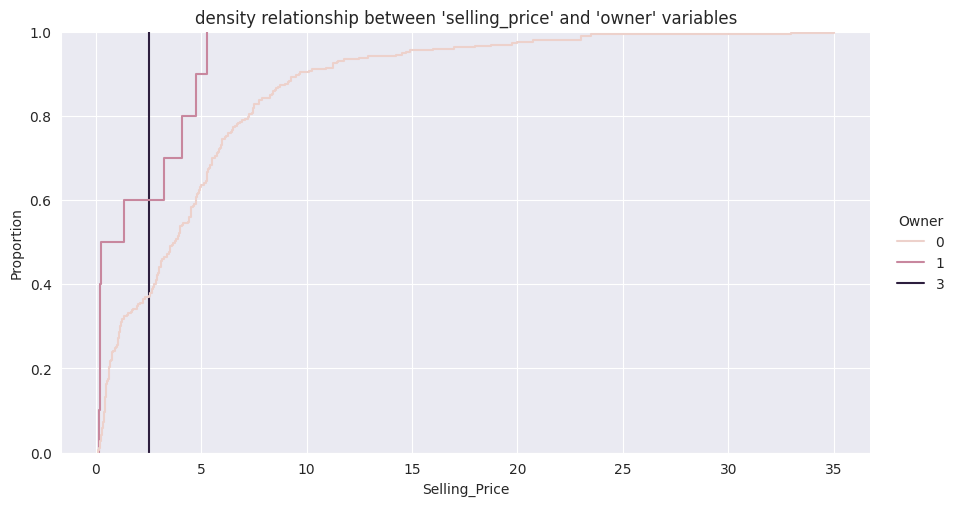 density relationship between 'selling_price' and 'owner' variables
1.0
0.8
0.6
0.4
0.2
0.0
Proportion
0 5 10 15 20 25 30 35
Selling_Price
Owner
0
1
3